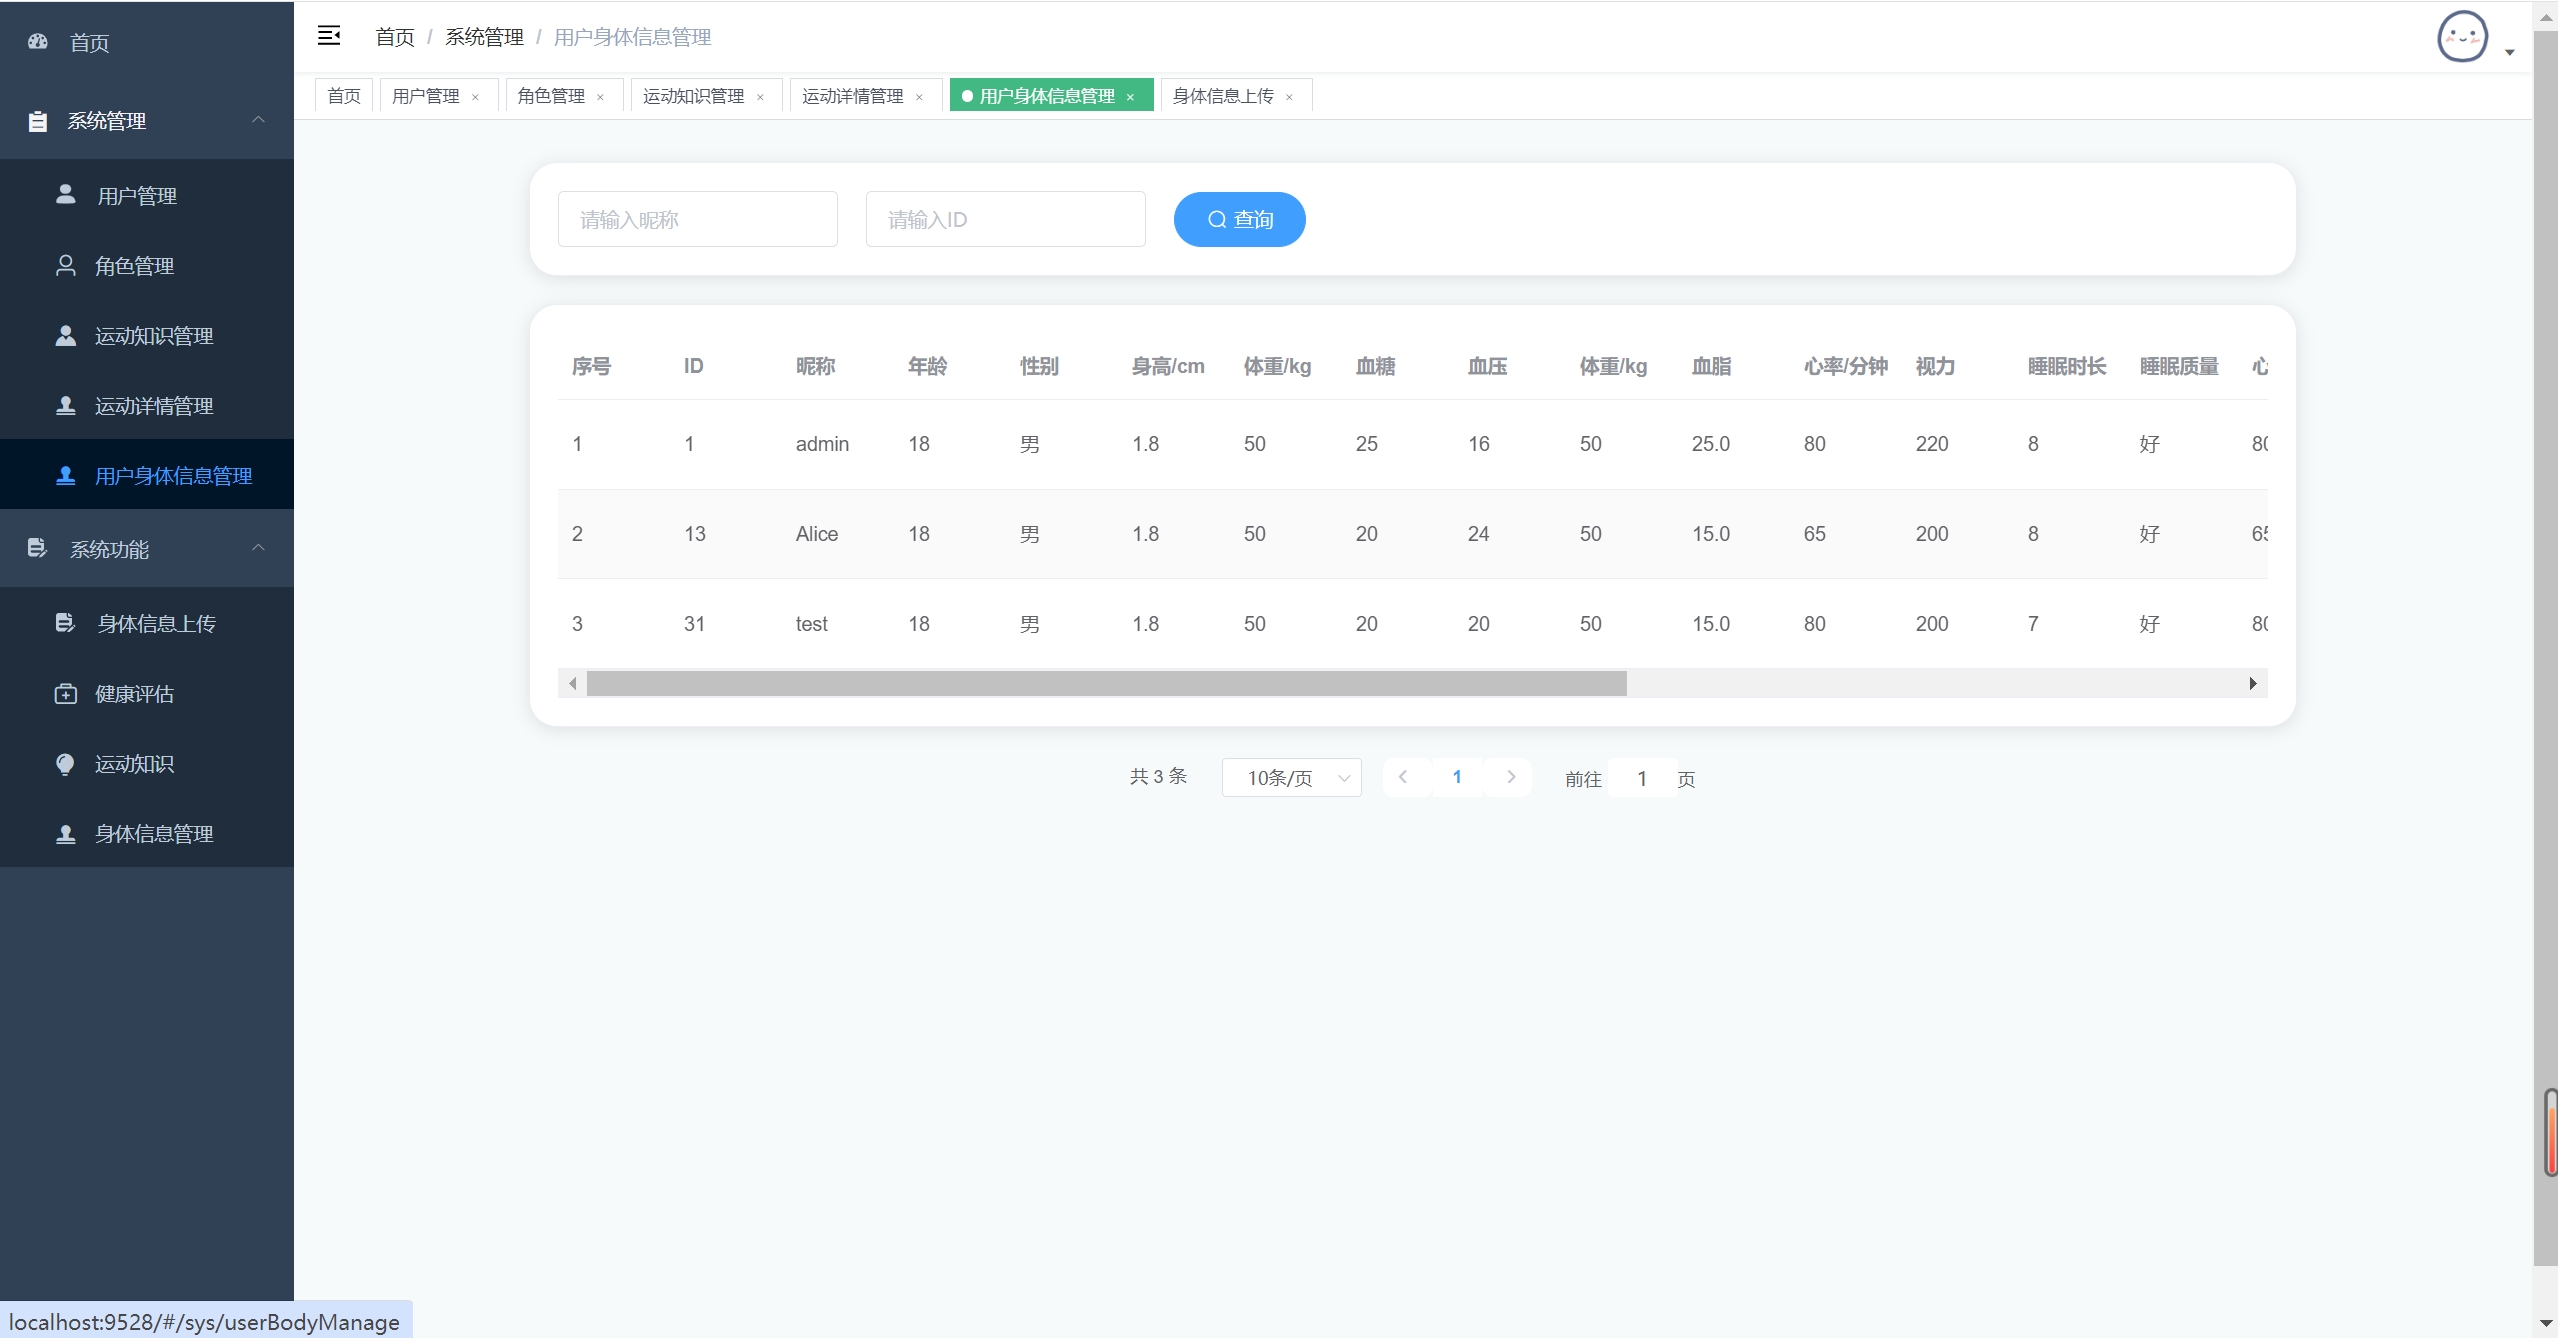 首页
系统管理
用户管理
角色管理
运动知识管理
运动详情管理
用户身体信息管理
系统功能
身体信息上传
健康评估
运动知识
身体信息管理
首页 / 系统管理 / 用户身体信息管理
首页 用户管理 × 角色管理 × 运动知识管理 × 运动详情管理 × 用户身体信息管理 × 身体信息上传 ×
请输入昵称 请输入ID 查询
序号 ID 昵称 年龄 性别 身高/cm 体重/kg 血糖 血压 体重/kg 血脂 心率/分钟 视力 睡眠时长 睡眠质量 心
1 1 admin 18 男 1.8 50 25 16 50 25.0 80 220 8 好 80
2 13 Alice 18 男 1.8 50 20 24 50 15.0 65 200 8 好 65
3 31 test 18 男 1.8 50 20 20 50 15.0 80 200 7 好 80
共 3 条 10条/页 1 前往 1 页
localhost:9528/#/sys/userBodyManage